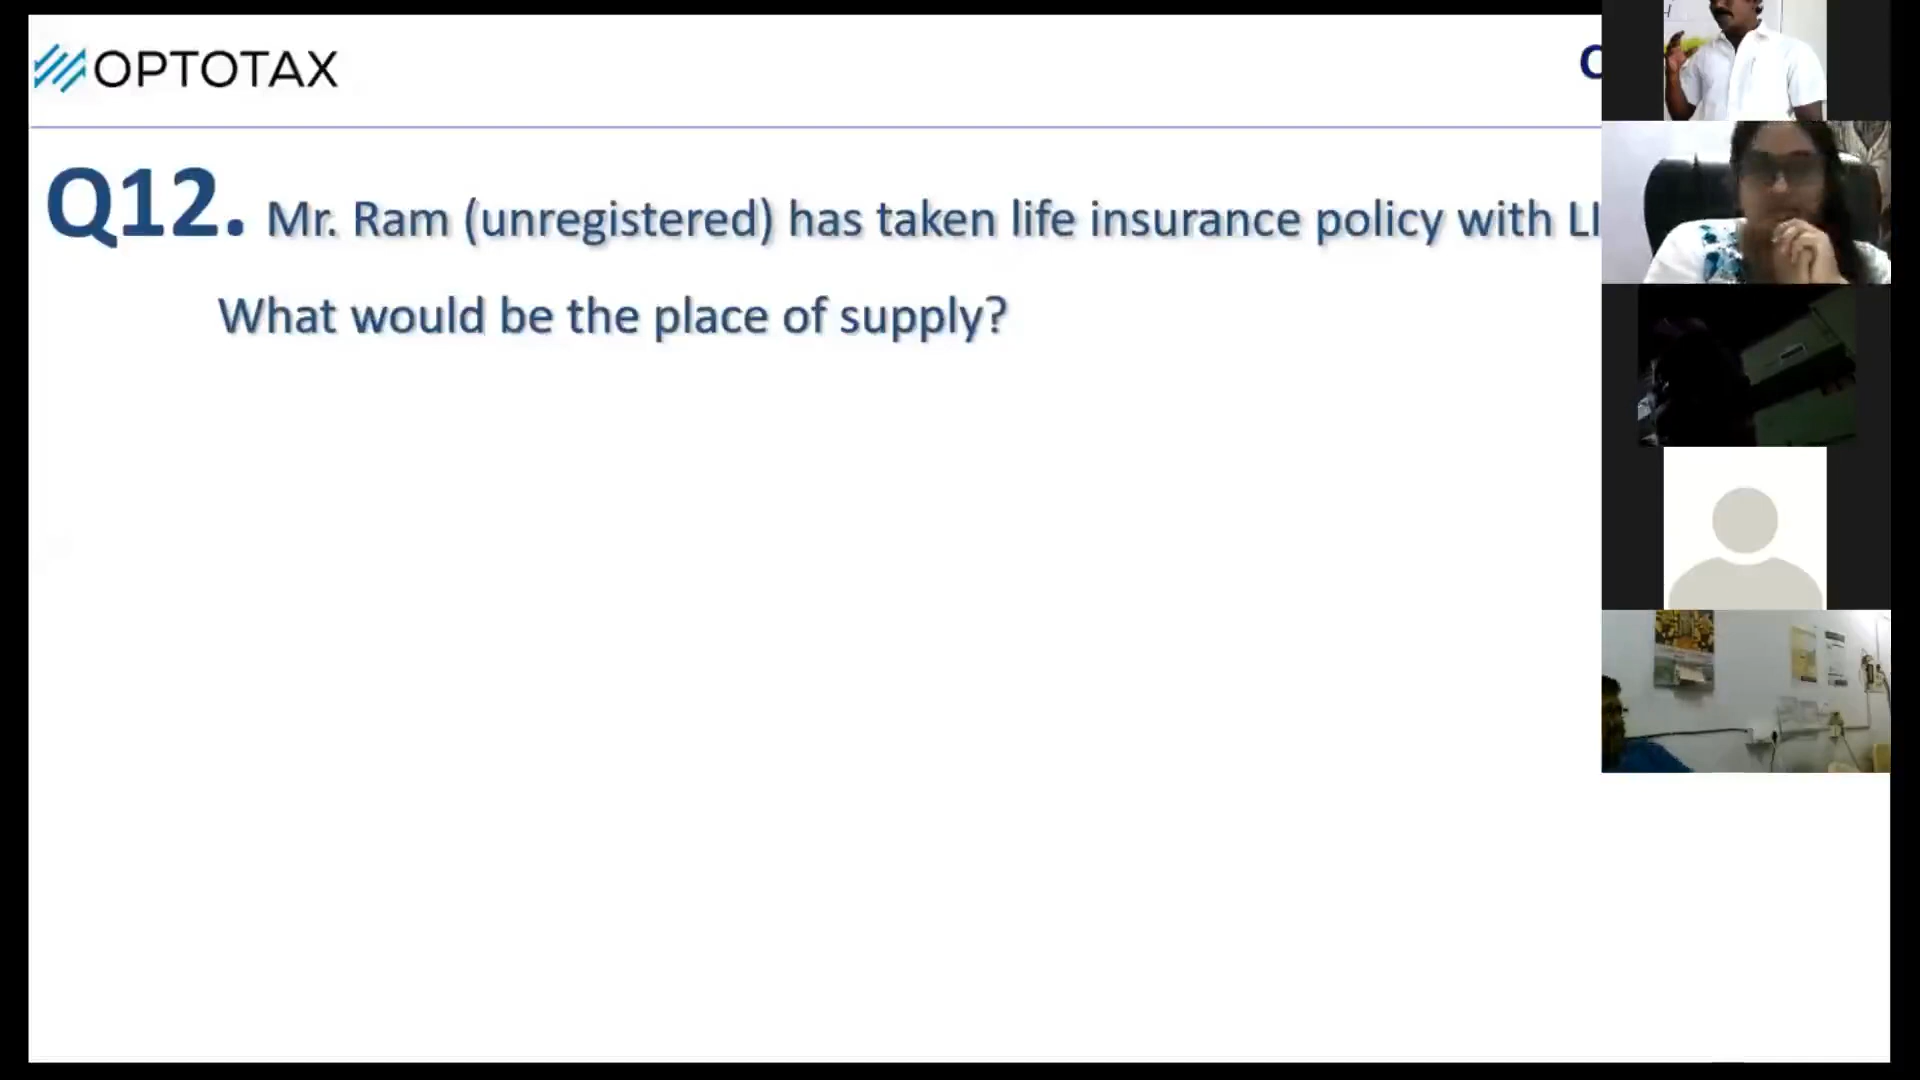 OPTOTAX
Q12. Mr. Ram (unregistered) has taken life insurance policy with
What would be the place of supply?